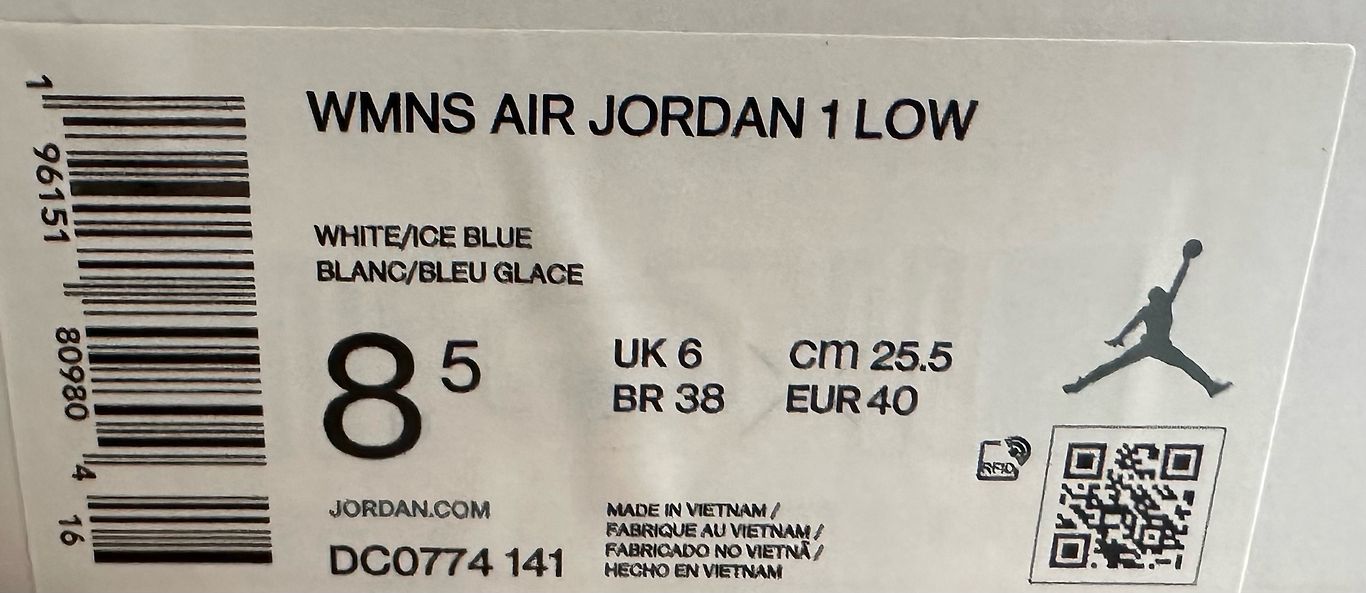 1 96151 80980 4 16
WMNS AIR JORDAN 1 LOW
WHITE/ICE BLUE
BLANC/BLEU GLACE
8 5
UK 6 cm 25.5
BR 38 EUR 40
RFID
JORDAN.COM
DC0774 141
MADE IN VIETNAM /
FABRIQUE AU VIETNAM /
FABRICADO NO VIETNÃ /
HECHO EN VIETNAM